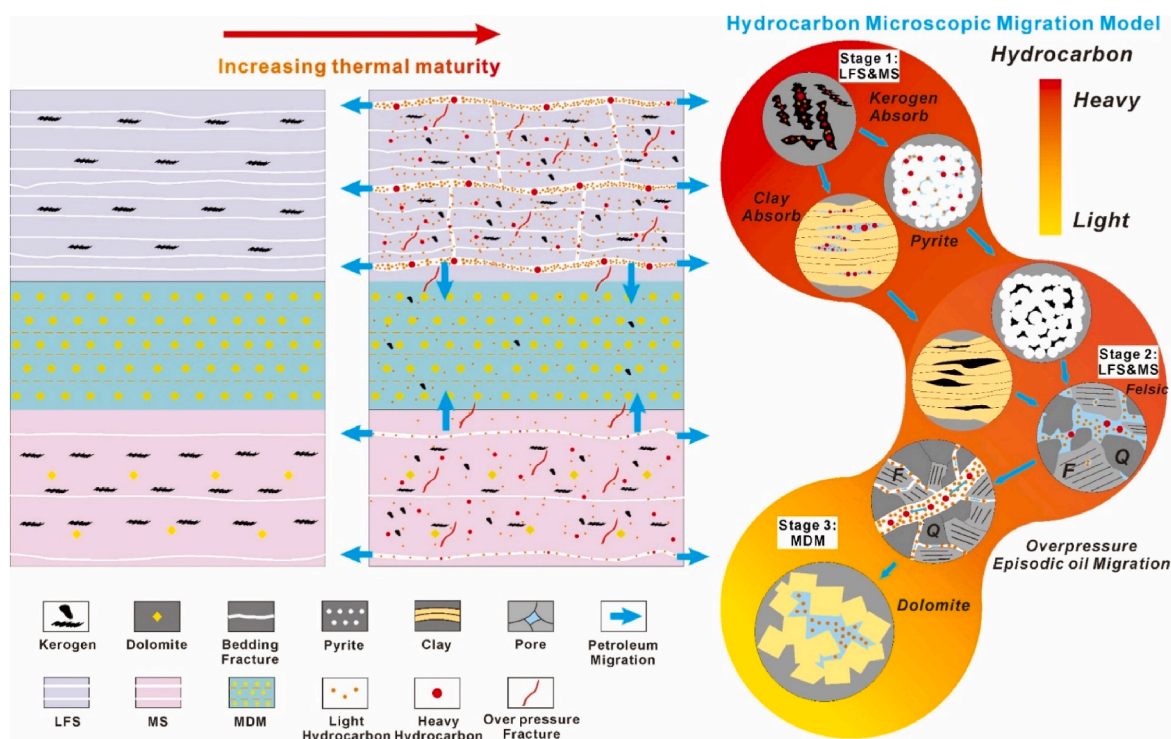 Hydrocarbon Microscopic Migration Model
Increasing thermal maturity
Stage 1:
LFS&MS
Kerogen
Absorb
Clay
Absorb
Pyrite
Hydrocarbon
Heavy
Light
Stage 2:
LFS&MS
Felsic
F
Q
F
Q
Overpressure
Episodic oil Migration
Stage 3:
MDM
Dolomite
Kerogen
Dolomite
Bedding
Fracture
Pyrite
Clay
Pore
Petroleum
Migration
LFS
MS
MDM
Light
Hydrocarbon
Heavy
Hydrocarbon
Over pressure
Fracture